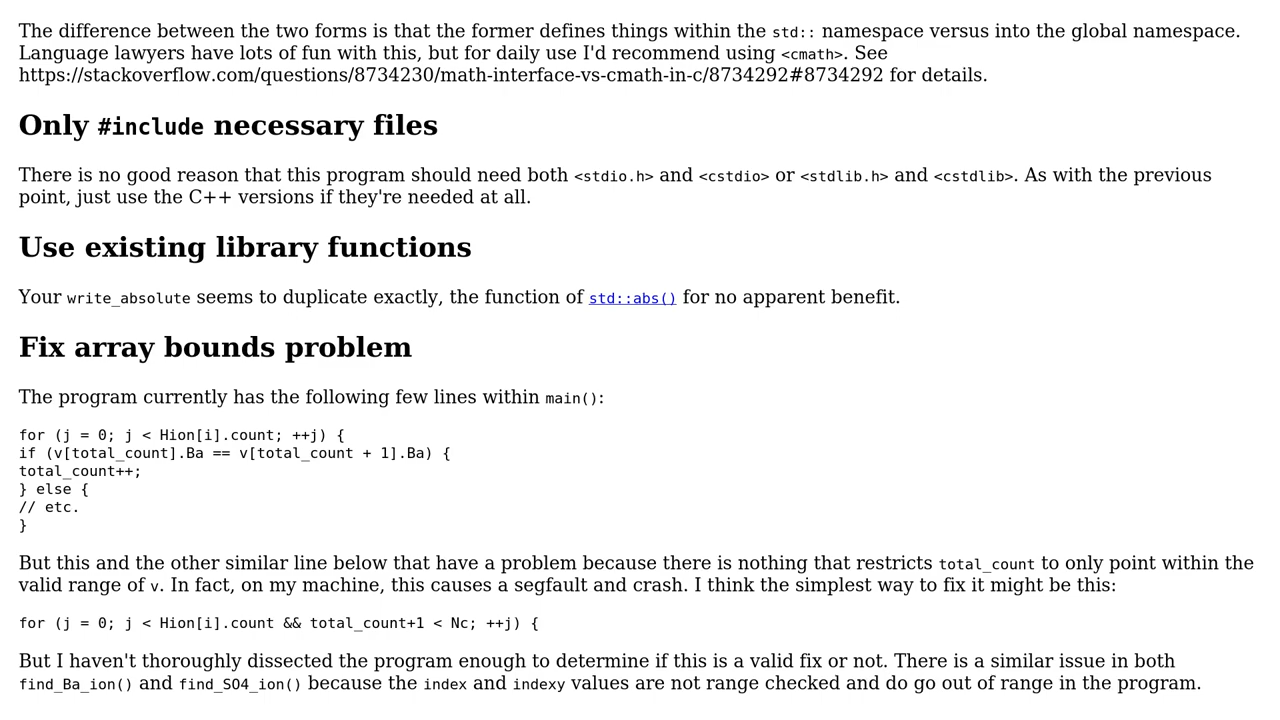 The difference between the two forms is that the former defines things within the std:: namespace versus into the global namespace.
Language lawyers have lots of fun with this, but for daily use I'd recommend using <cmath>. See
https://stackoverflow.com/questions/8734230/math-interface-vs-cmath-in-c/8734292#8734292 for details.
Only #include necessary files
There is no good reason that this program should need both <stdio.h> and <cstdio> or <stdlib.h> and <cstdlib>. As with the previous
point, just use the C++ versions if they're needed at all.
Use existing library functions
Your write_absolute seems to duplicate exactly, the function of std::abs() for no apparent benefit.
Fix array bounds problem
The program currently has the following few lines within main():
for (j = 0; j < Hion[i].count; ++j) {
if (v[total_count].Ba == v[total_count + 1].Ba) {
total_count++;
} else {
// etc.
}
But this and the other similar line below that have a problem because there is nothing that restricts total_count to only point within the
valid range of v. In fact, on my machine, this causes a segfault and crash. I think the simplest way to fix it might be this:
for (j = 0; j < Hion[i].count && total_count+1 < Nc; ++j) {
But I haven't thoroughly dissected the program enough to determine if this is a valid fix or not. There is a similar issue in both
find_Ba_ion() and find_SO4_ion() because the index and indexy values are not range checked and do go out of range in the program.